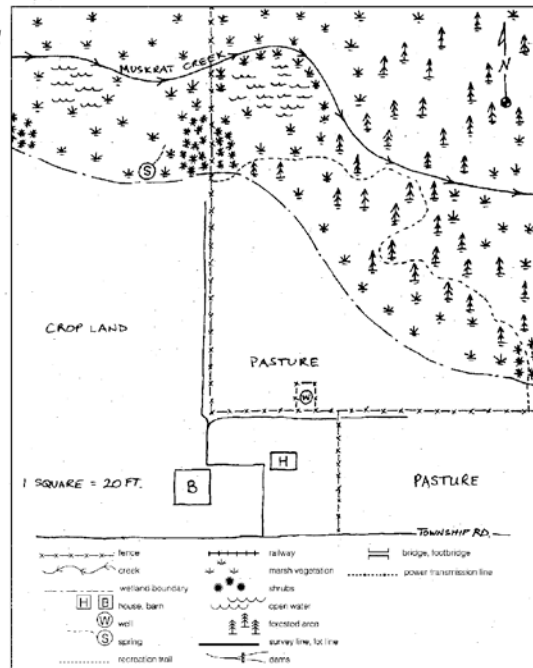 MUSKRAT CREEK
N
S
CROP LAND
PASTURE
W
H
1 SQUARE = 20 FT.
B
PASTURE
TOWNSHIP RD.
fence
railway
bridge, footbridge
creek
marsh vegetation
power transmission line
wetland boundary
shrubs
H B house, barn
open water
W well
forested area
S spring
survey line, lot line
recreation trail
dams